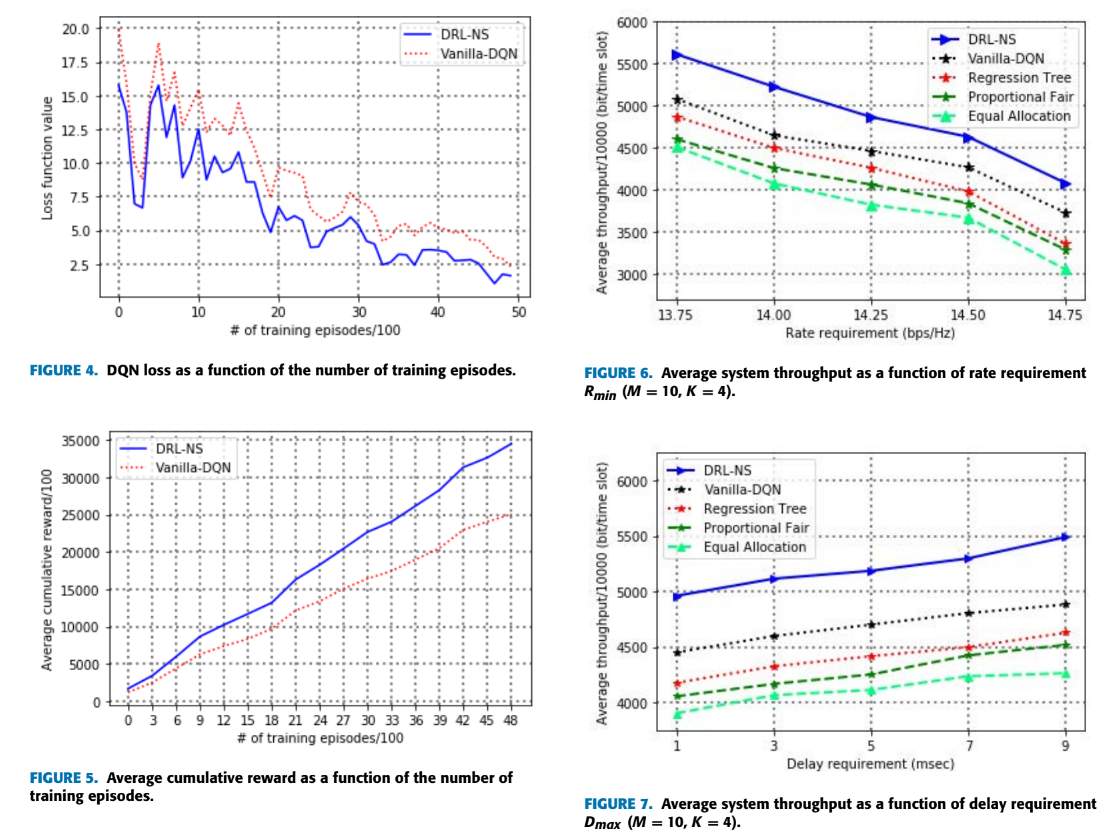 20.0
17.5
15.0
12.5
10.0
7.5
5.0
2.5
Loss function value
DRL-NS
Vanilla-DQN
0 10 20 30 40 50
# of training episodes/100
FIGURE 4. DQN loss as a function of the number of training episodes.
35000
30000
25000
20000
15000
10000
5000
0
Average cumulative reward/100
DRL-NS
Vanilla-DQN
0 3 6 9 12 15 18 21 24 27 30 33 36 39 42 45 48
# of training episodes/100
FIGURE 5. Average cumulative reward as a function of the number of
training episodes.
6000
5500
5000
4500
4000
3500
3000
Average throughput/10000 (bit/time slot)
DRL-NS
Vanilla-DQN
Regression Tree
Proportional Fair
Equal Allocation
13.75 14.00 14.25 14.50 14.75
Rate requirement (bps/Hz)
FIGURE 6. Average system throughput as a function of rate requirement
Rmin (M = 10, K = 4).
6000
5500
5000
4500
4000
Average throughput/10000 (bit/time slot)
DRL-NS
Vanilla-DQN
Regression Tree
Proportional Fair
Equal Allocation
1 3 5 7 9
Delay requirement (msec)
FIGURE 7. Average system throughput as a function of delay requirement
Dmax (M = 10, K = 4).